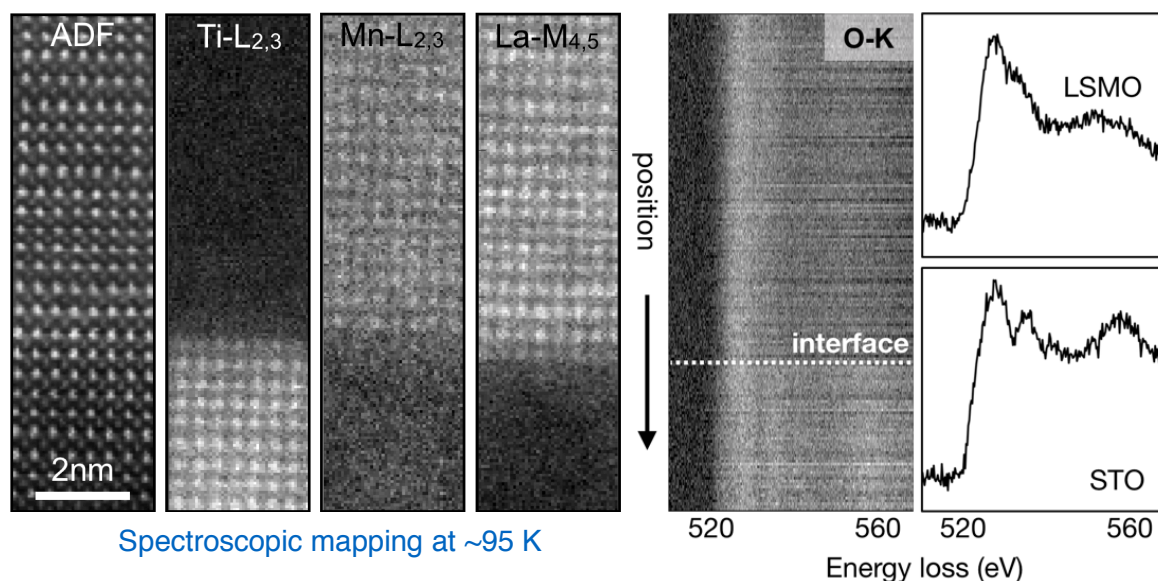 ADF
Ti-L2,3
Mn-L2,3
La-M4,5
2nm
Spectroscopic mapping at ~95 K
position
O-K
interface
520 560
LSMO
STO
520 560
Energy loss (eV)